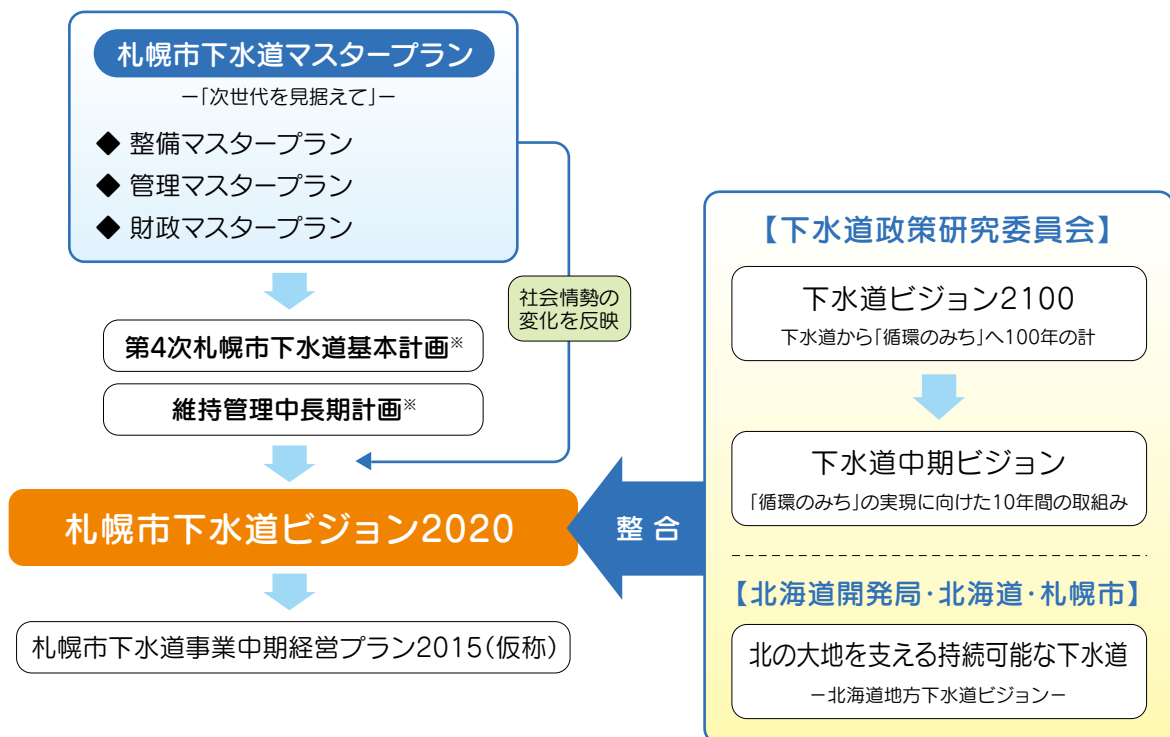 札幌市下水道マスタープラン
－「次世代を見据えて」－
◆ 整備マスタープラン
◆ 管理マスタープラン
◆ 財政マスタープラン
社会情勢の
変化を反映
第4次札幌市下水道基本計画※
維持管理中長期計画※
札幌市下水道ビジョン2020
札幌市下水道事業中期経営プラン2015(仮称)
整合
【下水道政策研究委員会】
下水道ビジョン2100
下水道から「循環のみち」へ100年の計
下水道中期ビジョン
「循環のみち」の実現に向けた10年間の取組み
【北海道開発局・北海道・札幌市】
北の大地を支える持続可能な下水道
－北海道地方下水道ビジョン－